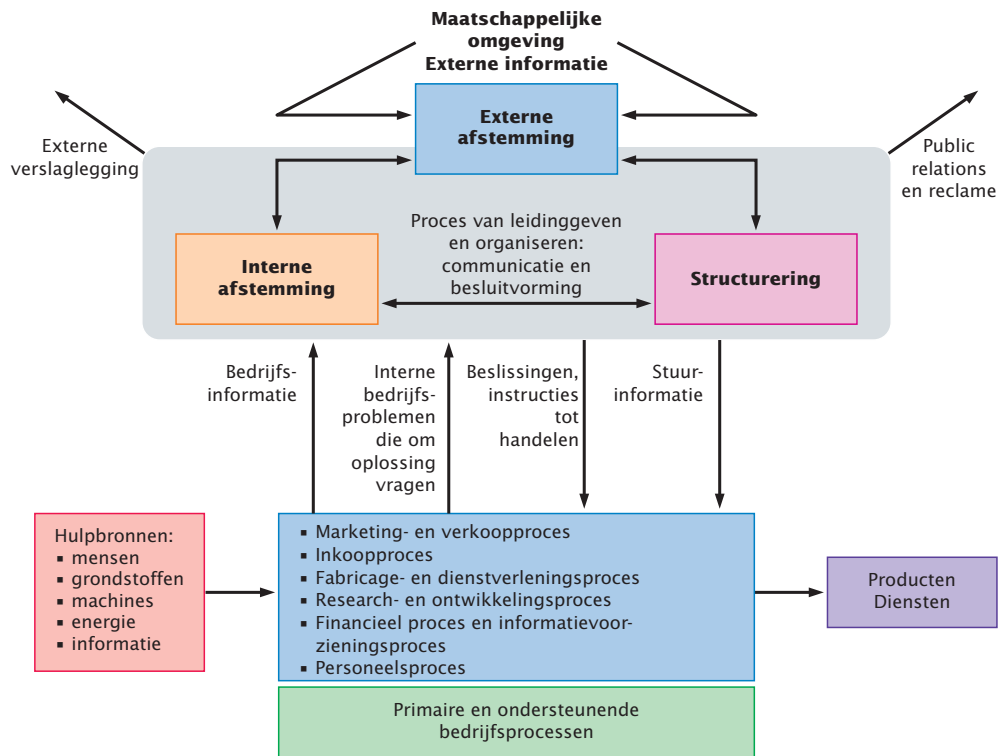 Maatschappelijke
omgeving
Externe informatie
Externe
afstemming
Externe
verslaglegging
Public
relations
en reclame
Proces van leidinggeven
en organiseren:
communicatie en
besluitvorming
Interne
afstemming
Structurering
Bedrijfs-
informatie
Interne
bedrijfs-
problemen
die om
oplossing
vragen
Beslissingen,
instructies
tot
handelen
Stuur-
informatie
Hulpbronnen:
▪ mensen
▪ grondstoffen
▪ machines
▪ energie
▪ informatie
▪ Marketing- en verkoopproces
▪ Inkoopproces
▪ Fabricage- en dienstverleningsproces
▪ Research- en ontwikkelingsproces
▪ Financieel proces en informatievoor-
zieningsproces
▪ Personeelsproces
Producten
Diensten
Primaire en ondersteunende
bedrijfsprocessen